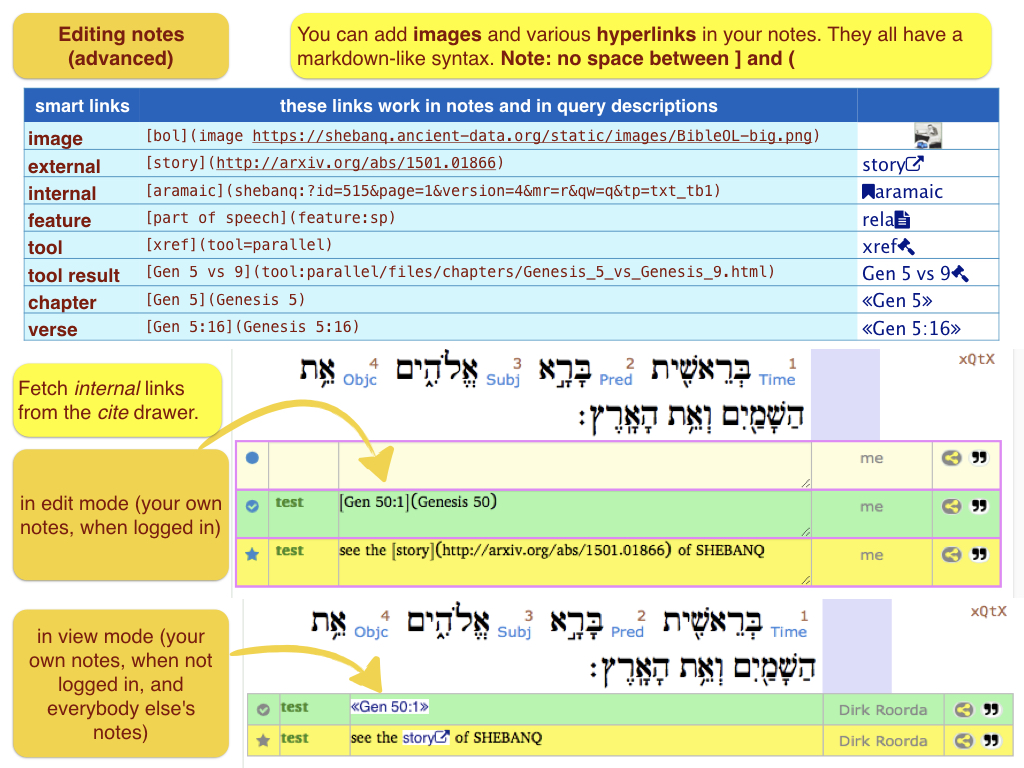 Editing notes
(advanced)
You can add images and various hyperlinks in your notes. They all have a
markdown-like syntax. Note: no space between ] and (
smart links these links work in notes and in query descriptions
image [bol](image https://shebanq.ancient-data.org/static/images/BibleOL-big.png)
external [story](http://arxiv.org/abs/1501.01866) story
internal [aramaic](shebanq:?id=515&page=1&version=4&mr=r&qw=q&tp=txt_tb1) aramaic
feature [part of speech](feature:sp) rela
tool [xref](tool=parallel) xref
tool result [Gen 5 vs 9](tool:parallel/files/chapters/Genesis_5_vs_Genesis_9.html) Gen 5 vs 9
chapter [Gen 5](Genesis 5) «Gen 5»
verse [Gen 5:16](Genesis 5:16) «Gen 5:16»
Fetch internal links
from the cite drawer.
xQtX
1 Time בְּרֵאשִׁ֖ית 2 Pred בָּרָ֣א 3 Subj אֱלֹהִ֑ים 4 Objc אֵ֥ת
הַשָּׁמַ֖יִם וְאֵ֥ת הָאָֽרֶץ׃
in edit mode (your own
notes, when logged in)
me
test [Gen 50:1](Genesis 50) me
test see the [story](http://arxiv.org/abs/1501.01866) of SHEBANQ me
in view mode (your
own notes, when not
logged in, and
everybody else's
notes)
xQtX
1 Time בְּרֵאשִׁ֖ית 2 Pred בָּרָ֣א 3 Subj אֱלֹהִ֑ים 4 Objc אֵ֥ת
הַשָּׁמַ֖יִם וְאֵ֥ת הָאָֽרֶץ׃
test «Gen 50:1» Dirk Roorda
test see the story of SHEBANQ Dirk Roorda